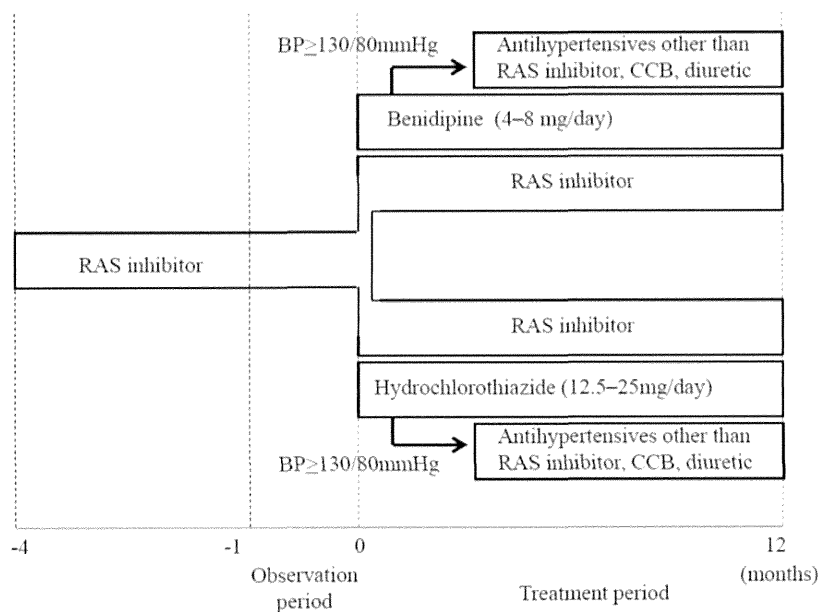 BP≥130/80mmHg
Antihypertensives other than
RAS inhibitor, CCB, diuretic
Benidipine (4–8 mg/day)
RAS inhibitor
RAS inhibitor
RAS inhibitor
Hydrochlorothiazide (12.5–25mg/day)
BP≥130/80mmHg
Antihypertensives other than
RAS inhibitor, CCB, diuretic
-4 -1 0 12
(months)
Observation
period
Treatment period